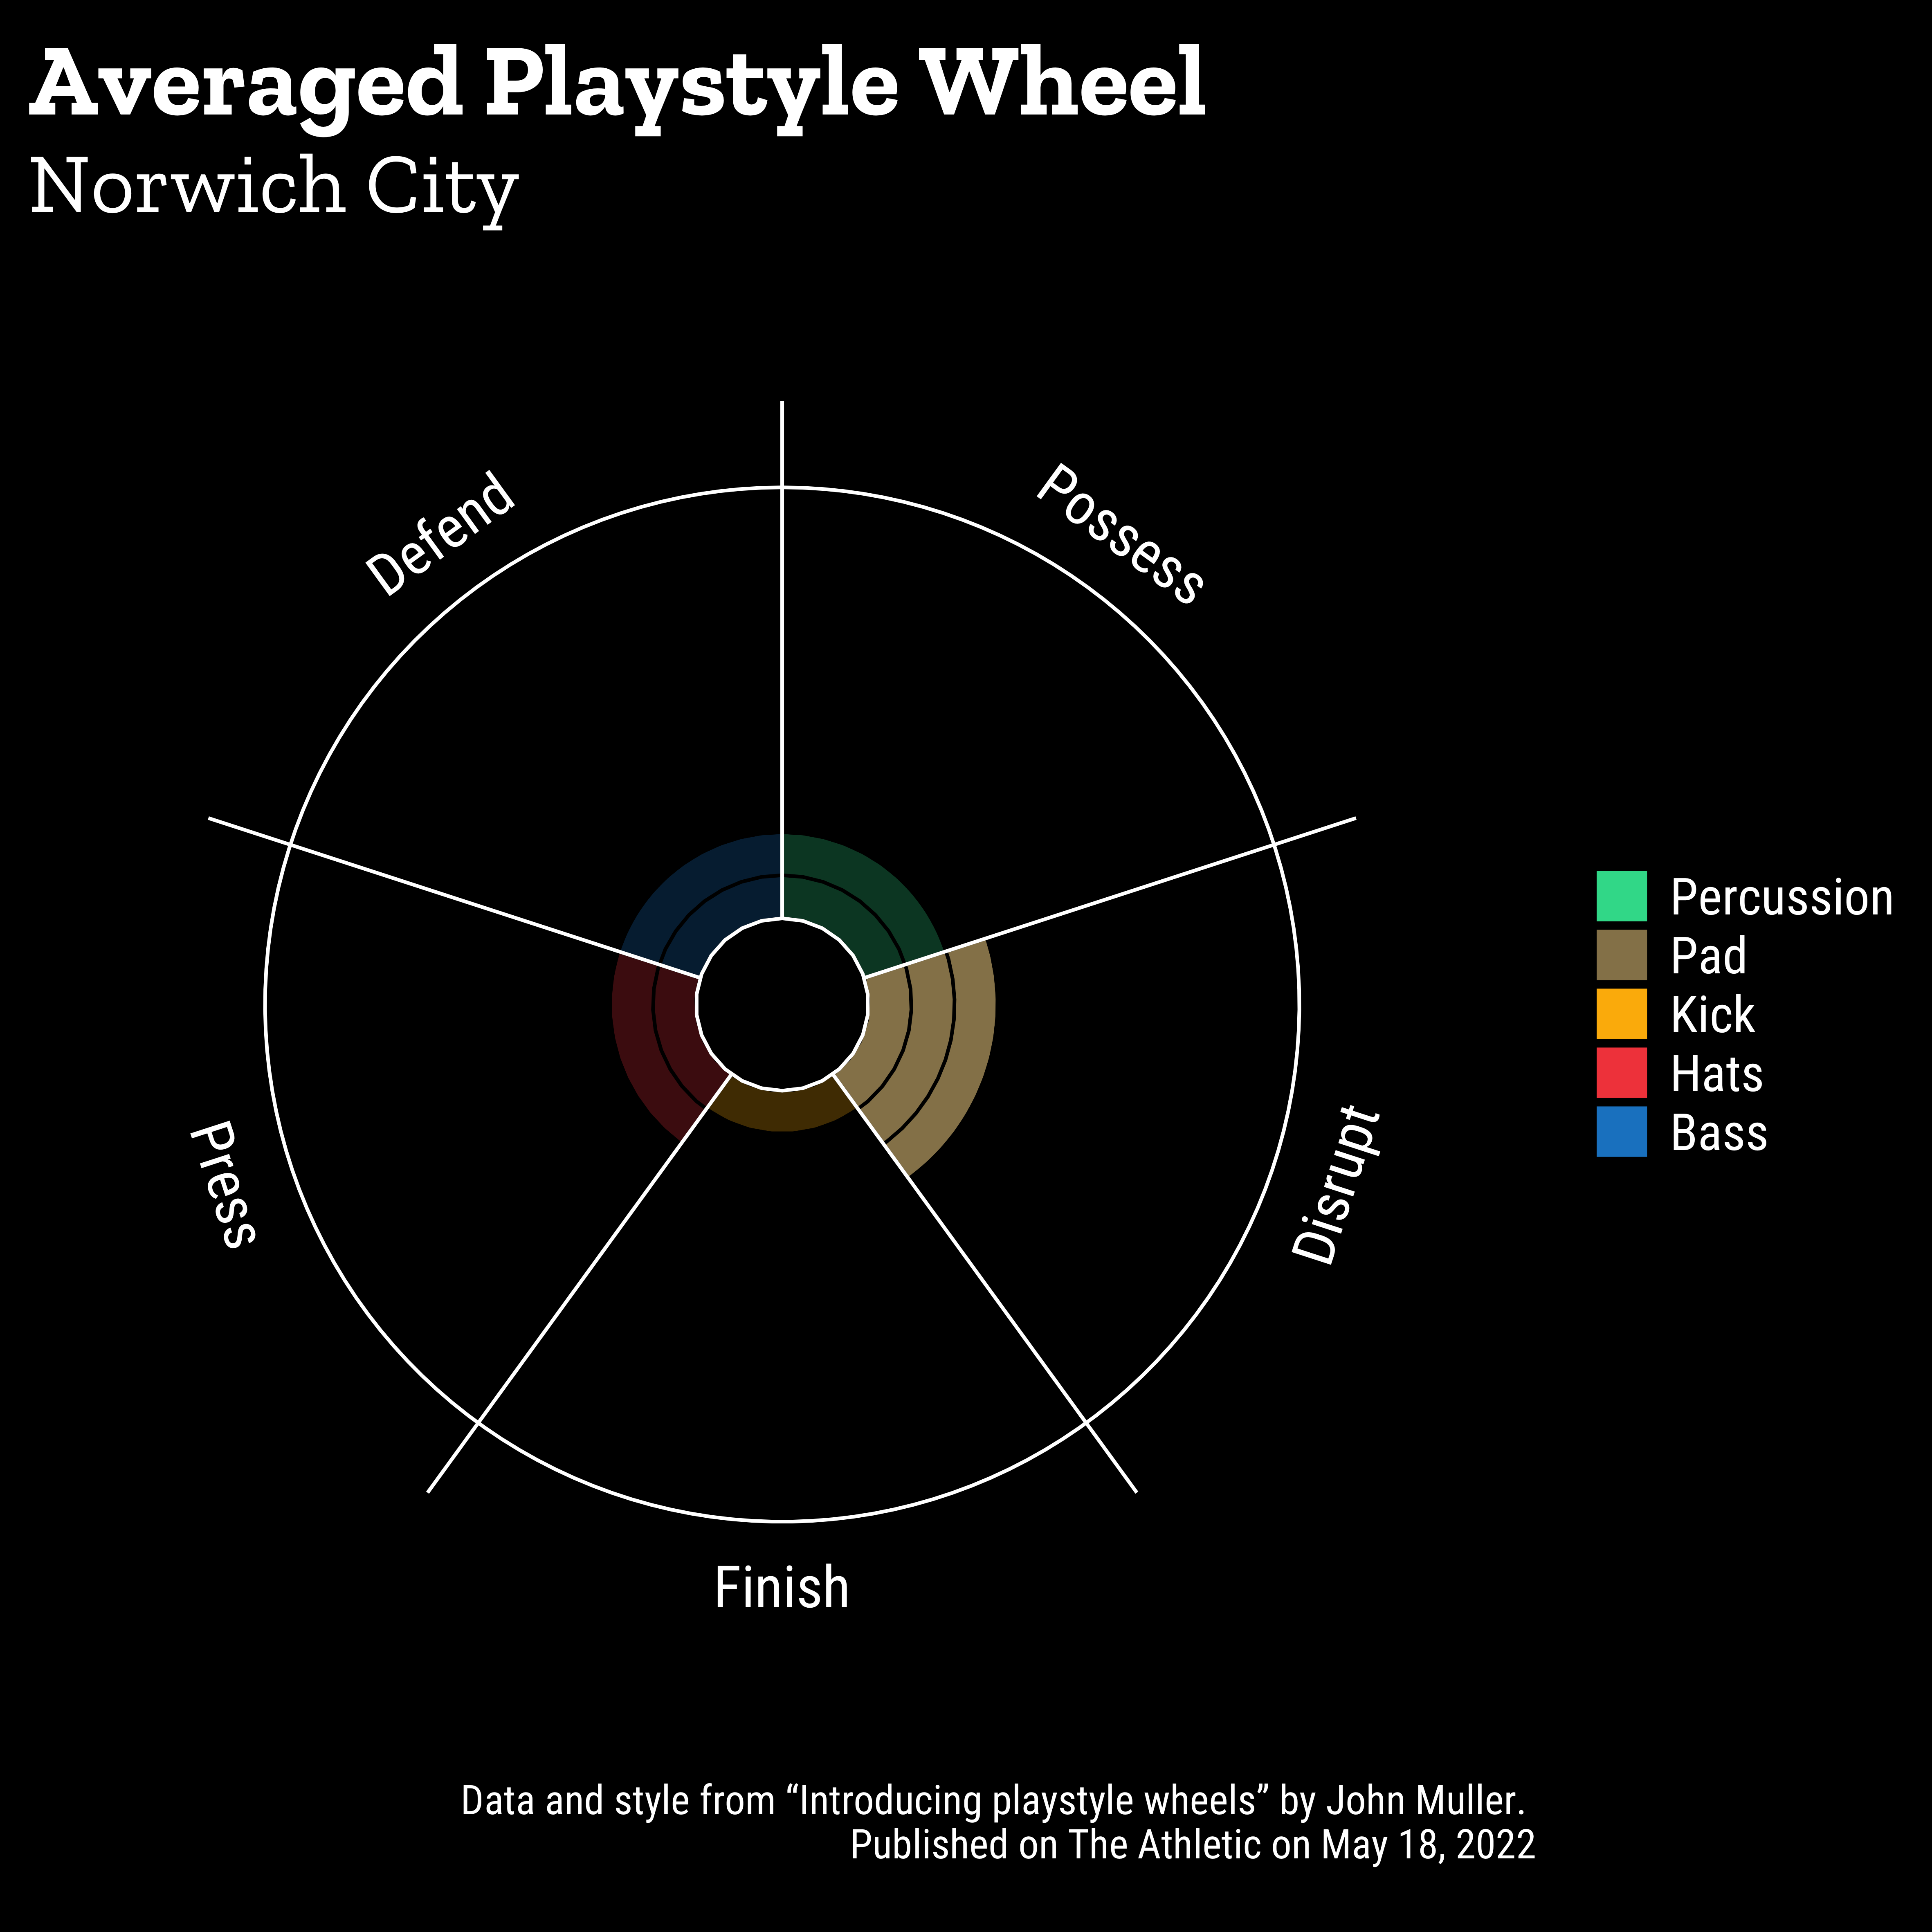 Averaged Playstyle Wheel
Norwich City
Defend
Possess
Press
Disrupt
Finish
Percussion
Pad
Kick
Hats
Bass
Data and style from “Introducing playstyle wheels” by John Muller.
Published on The Athletic on May 18, 2022